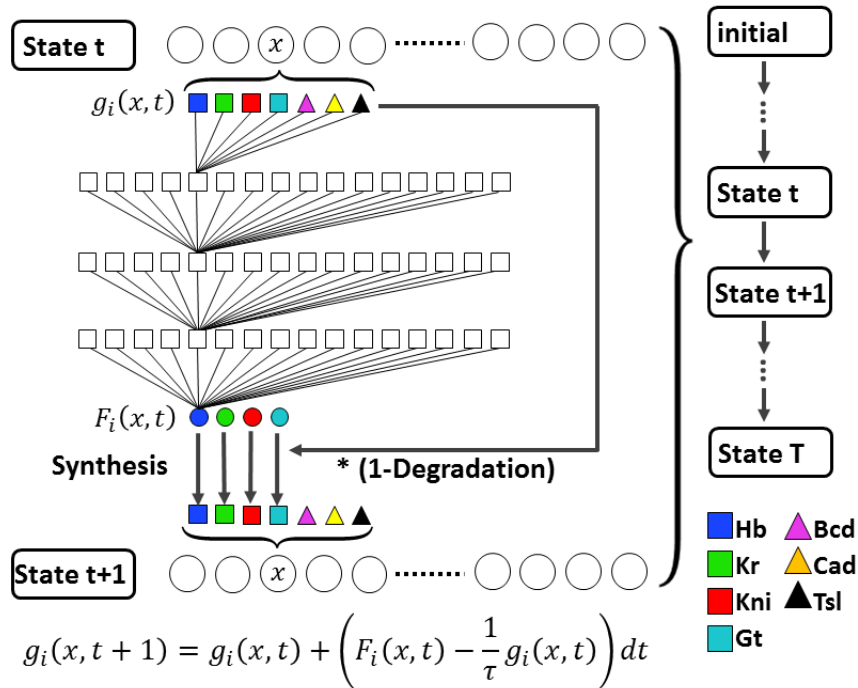 State t
x
initial
g_i(x,t)
State t
State t+1
F_i(x,t)
Synthesis
* (1-Degradation)
State T
State t+1
x
Hb
Bcd
Kr
Cad
Kni
Tsl
Gt
g_i(x,t+1) = g_i(x,t) + (F_i(x,t) − \frac{1}{τ} g_i(x,t)) dt